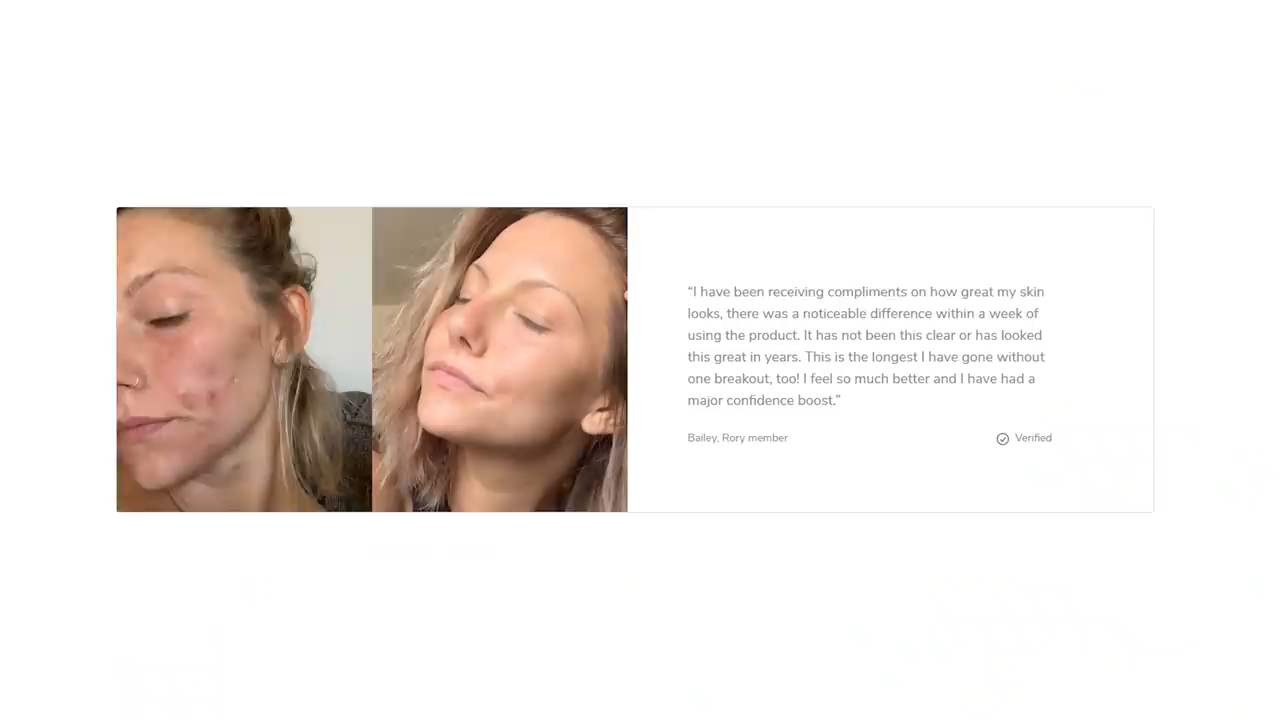 “I have been receiving compliments on how great my skin
looks, there was a noticeable difference within a week of
using the product. It has not been this clear or has looked
this great in years. This is the longest I have gone without
one breakout, too! I feel so much better and I have had a
major confidence boost.”
Bailey, Rory member
Verified